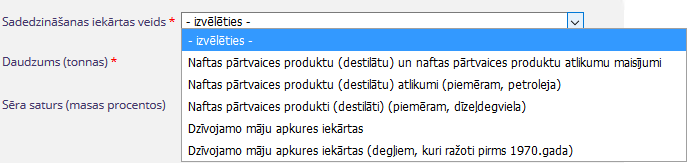 Sadedzināšanas iekārtas veids * - izvēlēties -
- izvēlēties -
Daudzums (tonnas) * Naftas pārtvaices produktu (destilātu) un naftas pārtvaices produktu atlikumu maisījumi
Naftas pārtvaices produktu (destilātu) atlikumi (piemēram, petroleja)
Sēra saturs (masas procentos) Naftas pārtvaices produkti (destilāti) (piemēram, dīzeļdegviela)
Dzīvojamo māju apkures iekārtas
Dzīvojamo māju apkures iekārtas (degļiem, kuri ražoti pirms 1970.gada)